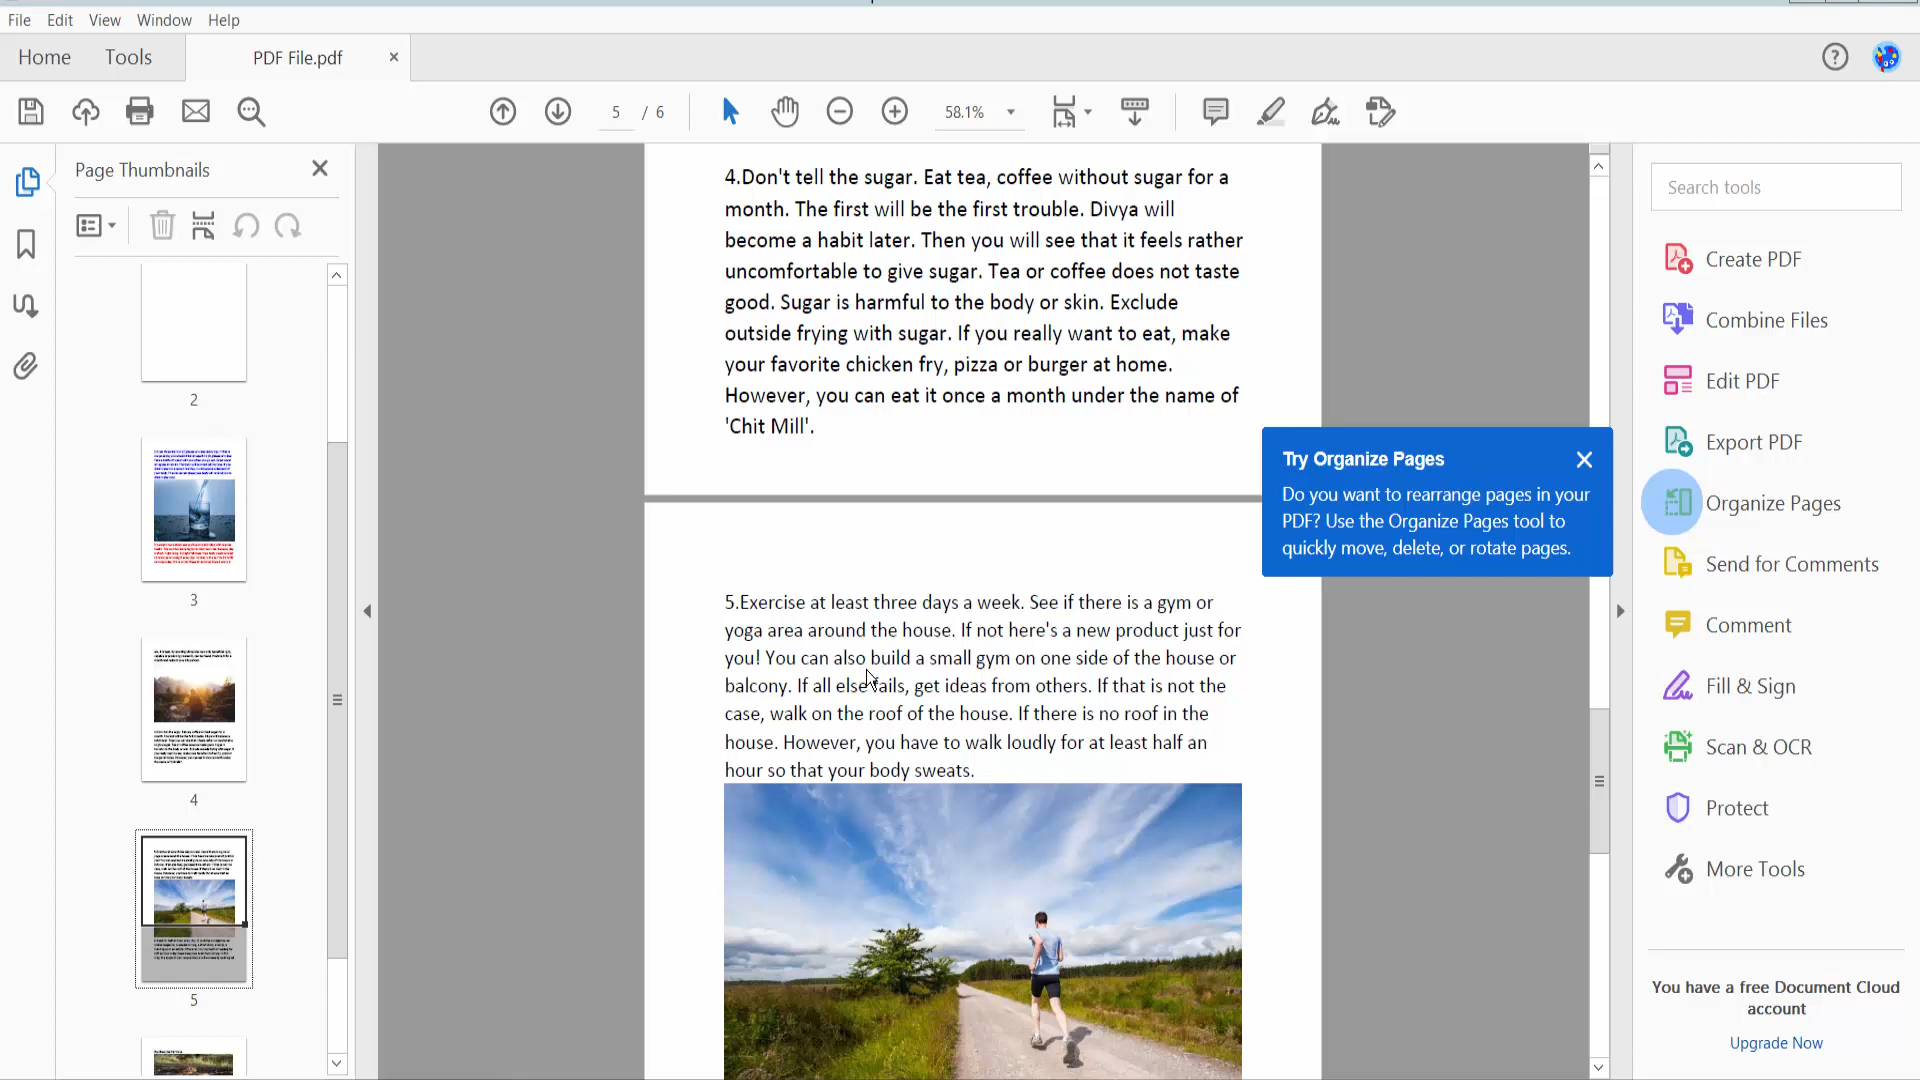 File Edit View Window Help
Home Tools PDF File.pdf
5 / 6 58.1%
Page Thumbnails
2
3
4
5
4.Don't tell the sugar. Eat tea, coffee without sugar for a
month. The first will be the first trouble. Divya will
become a habit later. Then you will see that it feels rather
uncomfortable to give sugar. Tea or coffee does not taste
good. Sugar is harmful to the body or skin. Exclude
outside frying with sugar. If you really want to eat, make
your favorite chicken fry, pizza or burger at home.
However, you can eat it once a month under the name of
'Chit Mill'.
5.Exercise at least three days a week. See if there is a gym or
yoga area around the house. If not here's a new product just for
you! You can also build a small gym on one side of the house or
balcony. If all else fails, get ideas from others. If that is not the
case, walk on the roof of the house. If there is no roof in the
house. However, you have to walk loudly for at least half an
hour so that your body sweats.
Try Organize Pages
Do you want to rearrange pages in your
PDF? Use the Organize Pages tool to
quickly move, delete, or rotate pages.
Search tools
Create PDF
Combine Files
Edit PDF
Export PDF
Organize Pages
Send for Comments
Comment
Fill & Sign
Scan & OCR
Protect
More Tools
You have a free Document Cloud
account
Upgrade Now